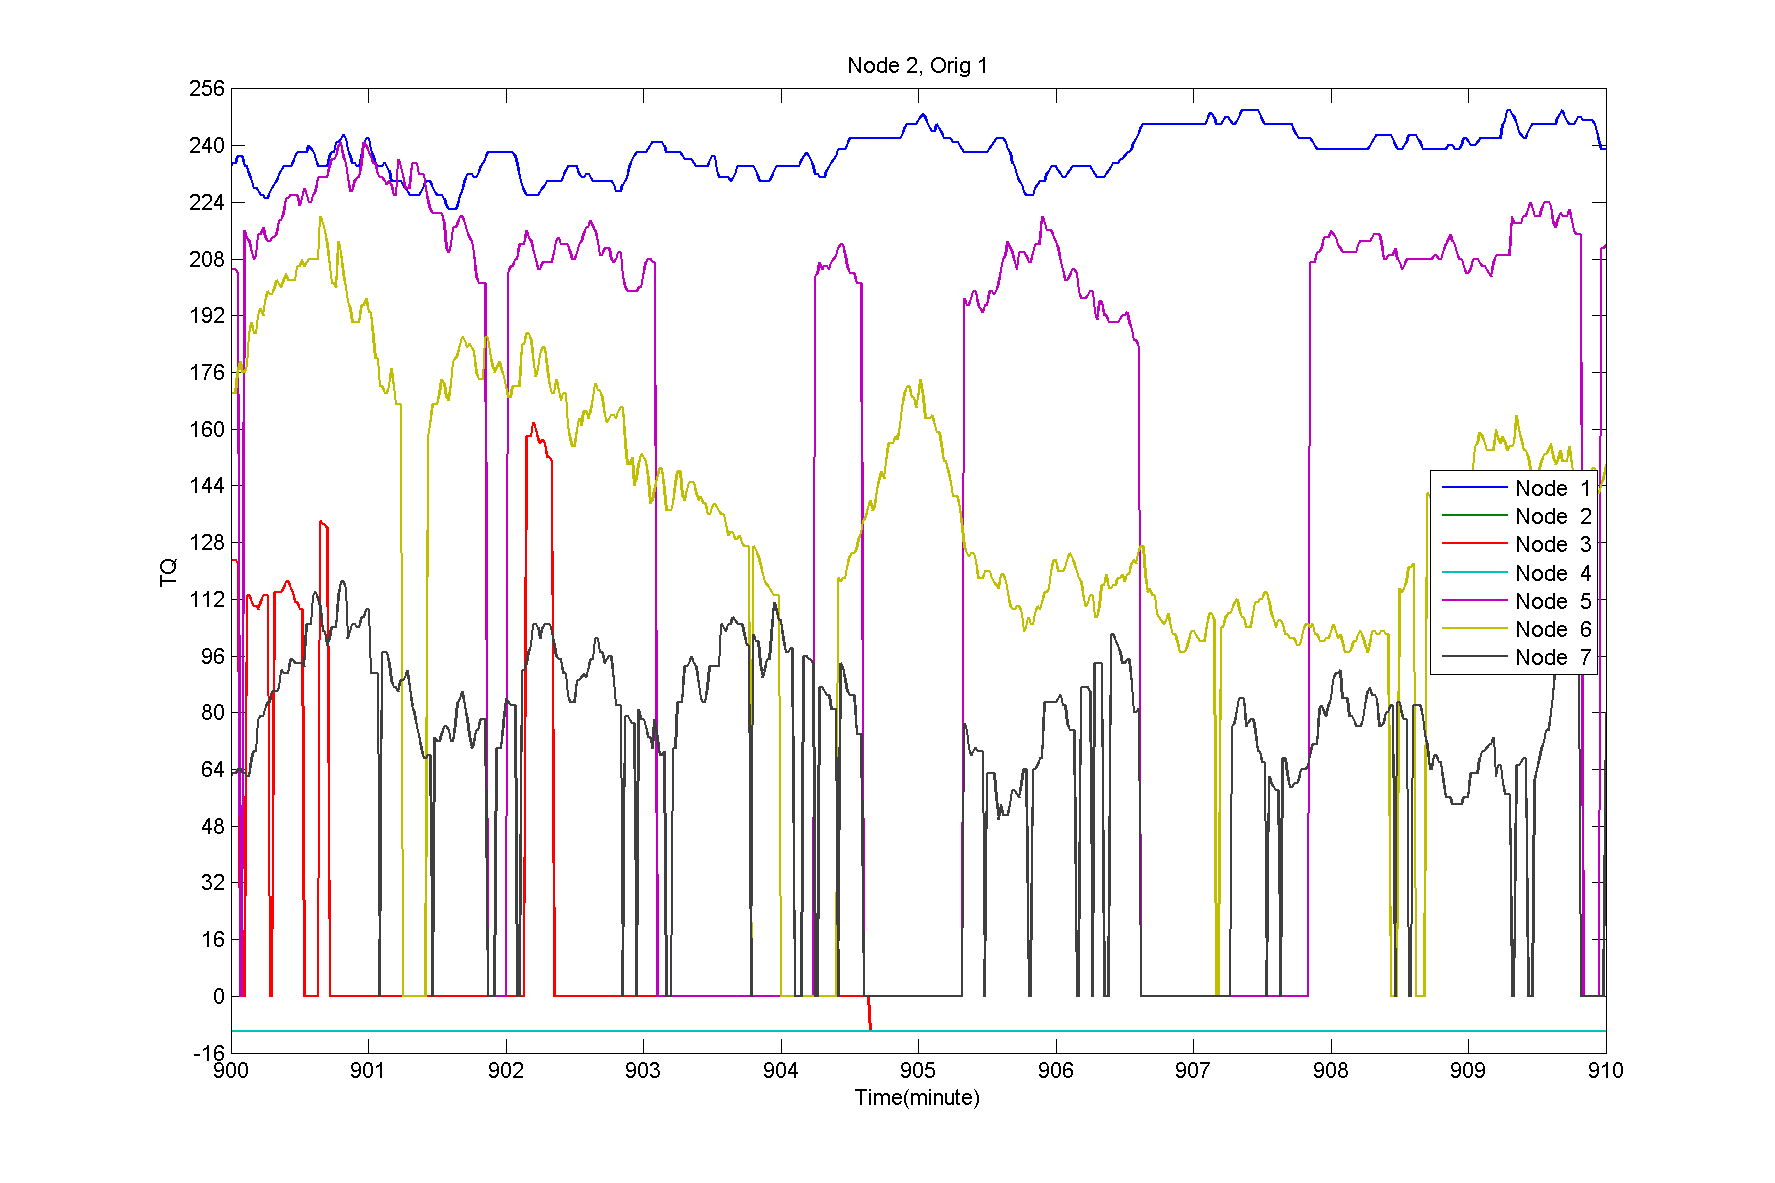 Node 2, Orig 1
256
240
224
208
192
176
160
144
128
112
96
80
64
48
32
16
0
-16
TQ
Node 1
Node 2
Node 3
Node 4
Node 5
Node 6
Node 7
900 901 902 903 904 905 906 907 908 909 910
Time(minute)